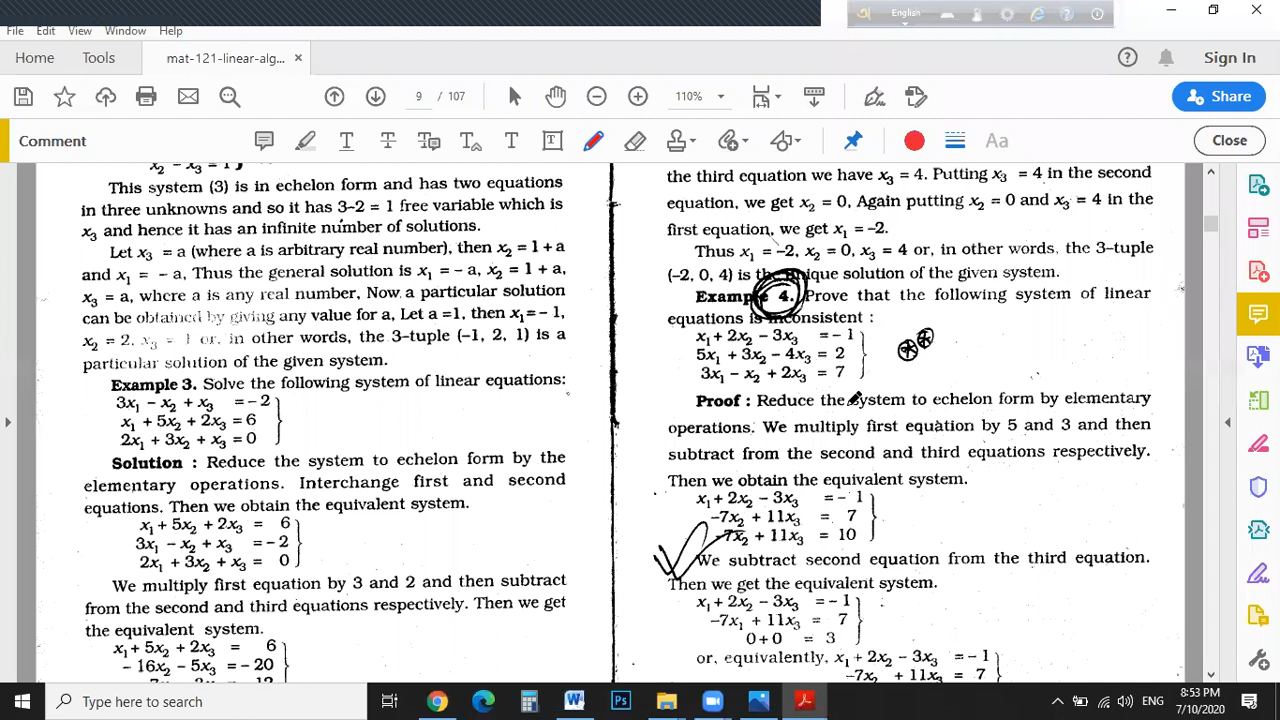 English
File Edit View Window Help
Home Tools mat-121-linear-alg... × Sign In
9 / 107 110% Share
Comment Aa Close
x₂ – x₃ = 1
This system (3) is in echelon form and has two equations
in three unknowns and so it has 3–2 = 1 free variable which is
x₃ and hence it has an infinite number of solutions.
Let x₃ = a (where a is arbitrary real number), then x₂ = 1 + a
and x₁ = – a, Thus the general solution is x₁ = – a, x₂ = 1 + a,
x₃ = a, where a is any real number, Now a particular solution
can be obtained by giving any value for a, Let a =1, then x₁= – 1,
x₂ = 2, x₃ = 1 or, in other words, the 3-tuple (–1, 2, 1) is a
particular solution of the given system.
Example 3. Solve the following system of linear equations:
3x₁ – x₂ + x₃ = – 2
x₁ + 5x₂ + 2x₃ = 6
2x₁ + 3x₂ + x₃ = 0
Solution : Reduce the system to echelon form by the
elementary operations. Interchange first and second
equations. Then we obtain the equivalent system.
x₁ + 5x₂ + 2x₃ = 6
3x₁ – x₂ + x₃ = – 2
2x₁ + 3x₂ + x₃ = 0
We multiply first equation by 3 and 2 and then subtract
from the second and third equations respectively. Then we get
the equivalent system.
x₁ + 5x₂ + 2x₃ = 6
– 16x₂ – 5x₃ = – 20
the third equation we have x₃ = 4. Putting x₃ = 4 in the second
equation, we get x₂ = 0, Again putting x₂ = 0 and x₃ = 4 in the
first equation, we get x₁ = –2.
Thus x₁ = –2, x₂ = 0, x₃ = 4 or, in other words, the 3-tuple
(–2, 0, 4) is the unique solution of the given system.
Example 4. Prove that the following system of linear
equations is inconsistent :
x₁ + 2x₂ – 3x₃ = – 1
5x₁ + 3x₂ – 4x₃ = 2
3x₁ – x₂ + 2x₃ = 7
Proof : Reduce the system to echelon form by elementary
operations. We multiply first equation by 5 and 3 and then
subtract from the second and third equations respectively.
Then we obtain the equivalent system.
x₁ + 2x₂ – 3x₃ = – 1
–7x₂ + 11x₃ = 7
7x₂ + 11x₃ = 10
We subtract second equation from the third equation.
Then we get the equivalent system.
x₁ + 2x₂ – 3x₃ = – 1
–7x₁ + 11x₃ = 7
0 + 0 = 3
or, equivalently, x₁ + 2x₂ – 3x₃ = – 1
–7x₂ + 11x₃ = 7
Type here to search
ENG
8:53 PM
7/10/2020